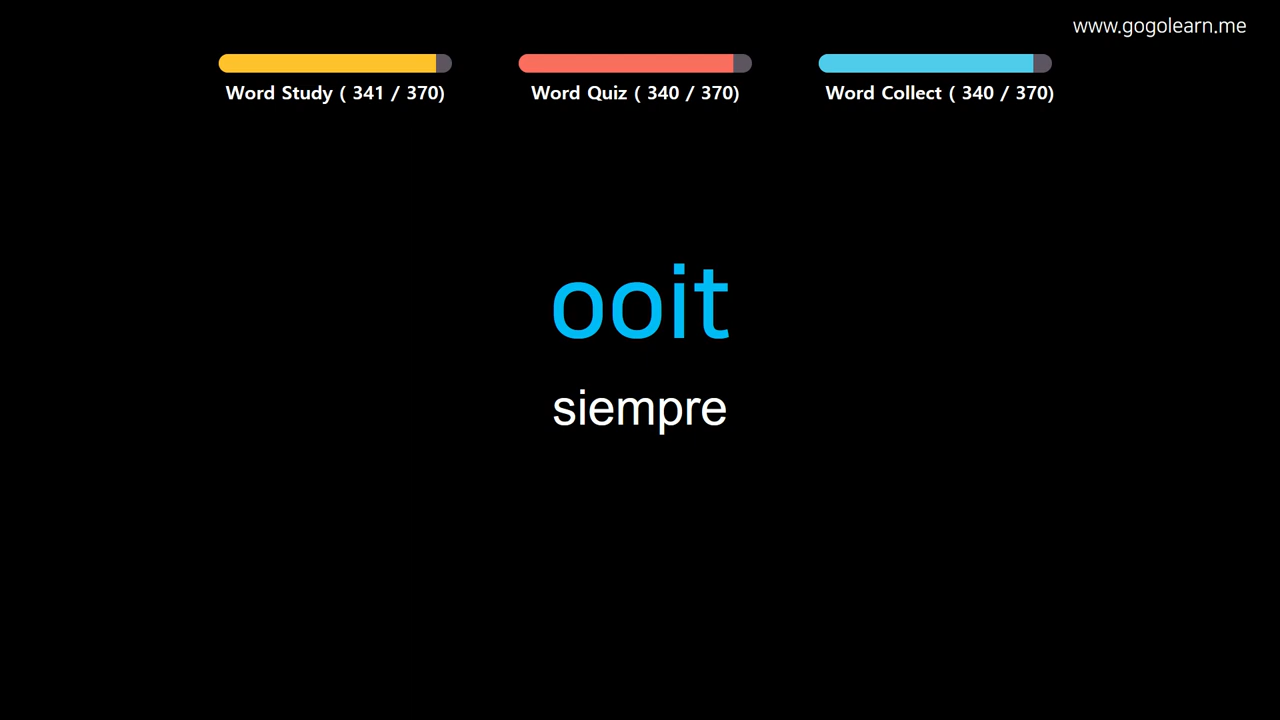 www.gogolearn.me
Word Study ( 341 / 370)
Word Quiz ( 340 / 370)
Word Collect ( 340 / 370)
ooit
siempre